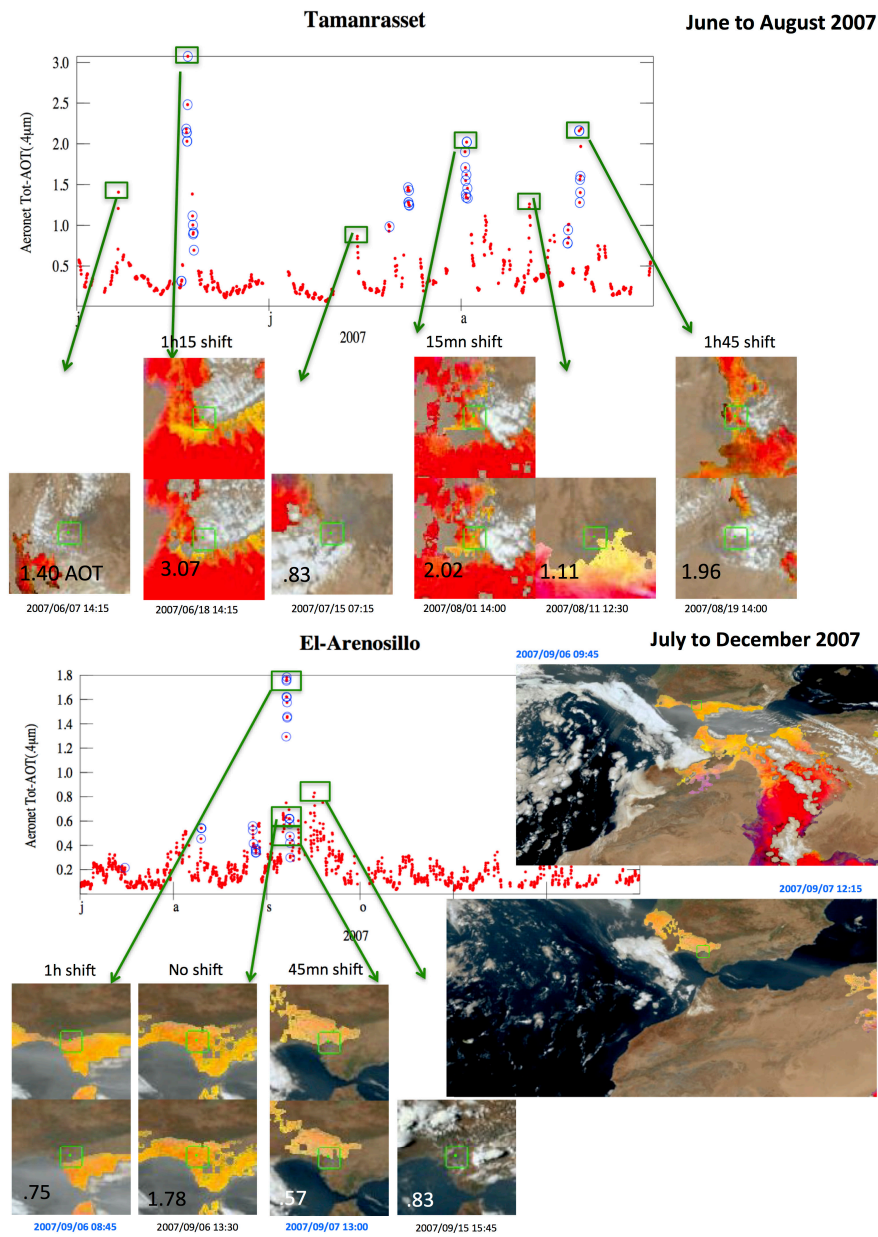 Tamanrasset
June to August 2007
3.0
2.5
2.0
1.5
1.0
0.5
Aeronet Tot-AOT(.4μm)
j
j
a
2007
1h15 shift
15mn shift
1h45 shift
1.40 AOT
3.07
.83
2.02
1.11
1.96
2007/06/07 14:15
2007/06/18 14:15
2007/07/15 07:15
2007/08/01 14:00
2007/08/11 12:30
2007/08/19 14:00
El-Arenosillo
July to December 2007
2007/09/06 09:45
1.8
1.6
1.4
1.2
1.0
0.8
0.6
0.4
0.2
Aeronet Tot-AOT(.4μm)
j
a
s
o
2007
2007/09/07 12:15
1h shift
No shift
45mn shift
.75
1.78
.57
.83
2007/09/06 08:45
2007/09/06 13:30
2007/09/07 13:00
2007/09/15 15:45